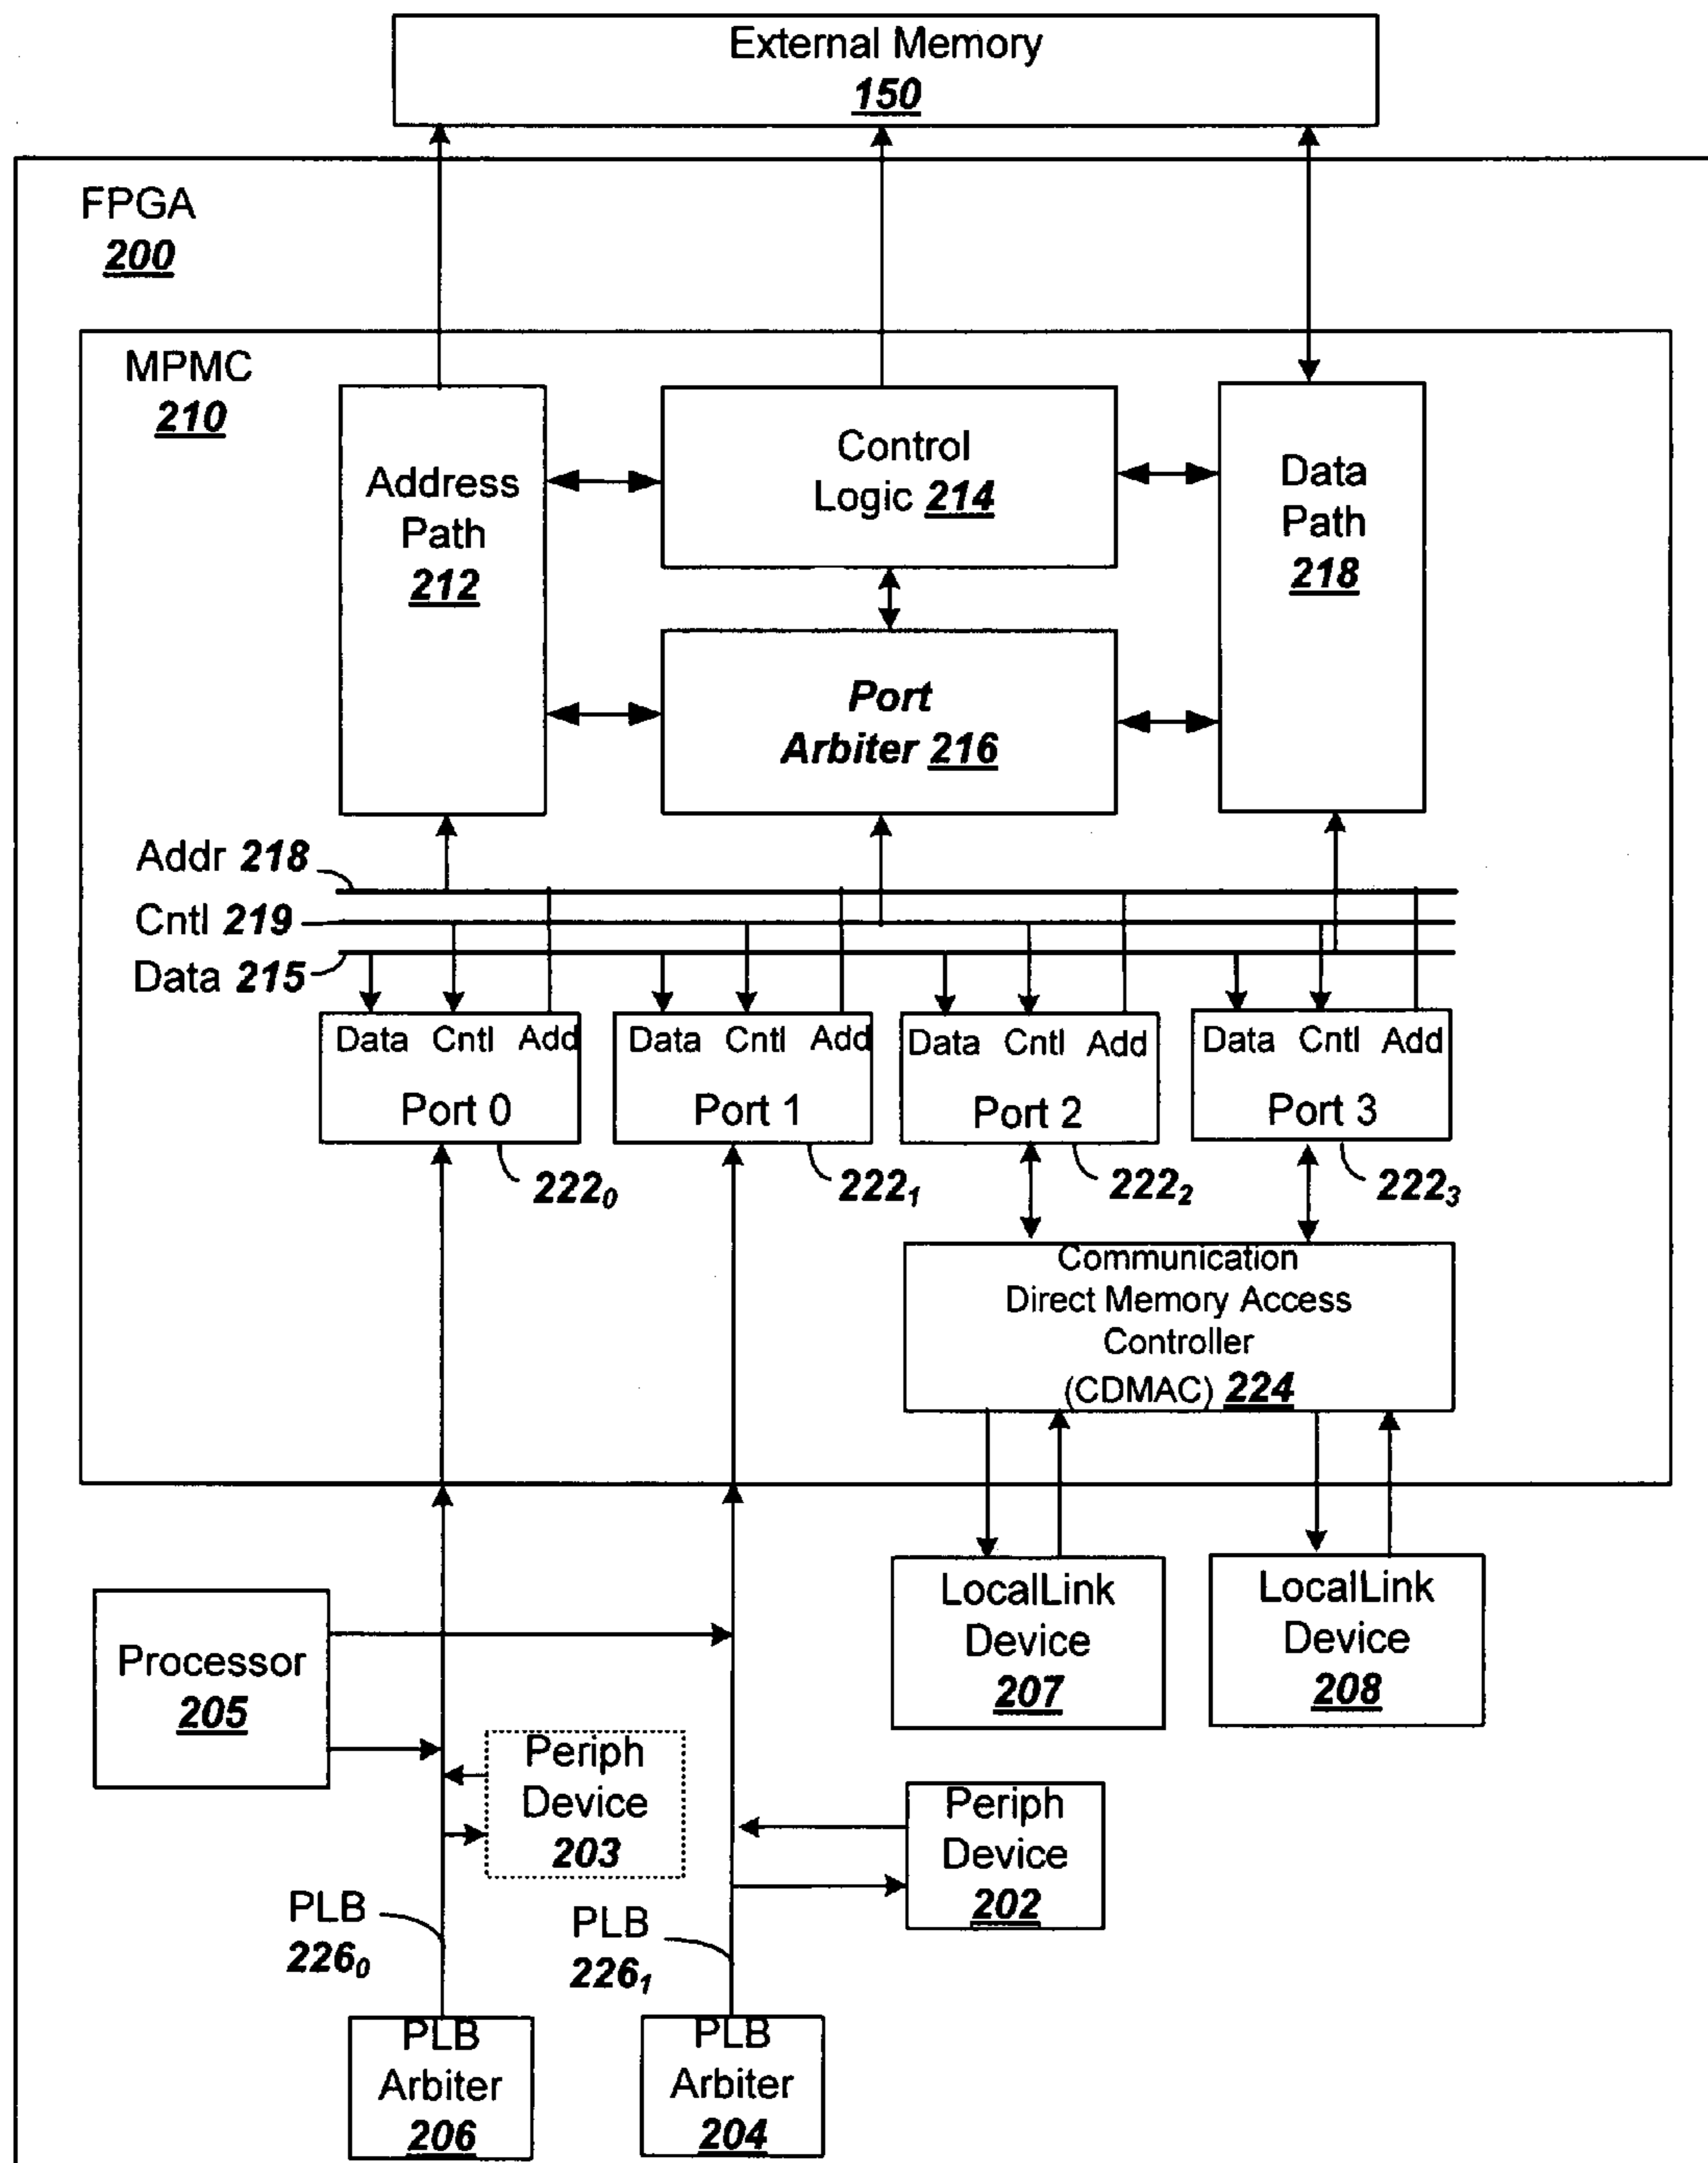 External Memory
150
FPGA
200
MPMC
210
Address
Path
212
Control
Logic 214
Data
Path
218
Port
Arbiter 216
Addr 218
Cntl 219
Data 215
Data Cntl Add
Port 0
222₀
Data Cntl Add
Port 1
222₁
Data Cntl Add
Port 2
222₂
Data Cntl Add
Port 3
222₃
Communication
Direct Memory Access
Controller
(CDMAC) 224
LocalLink
Device
207
LocalLink
Device
208
Processor
205
Periph
Device
203
Periph
Device
202
PLB
226₀
PLB
226₁
PLB
Arbiter
206
PLB
Arbiter
204